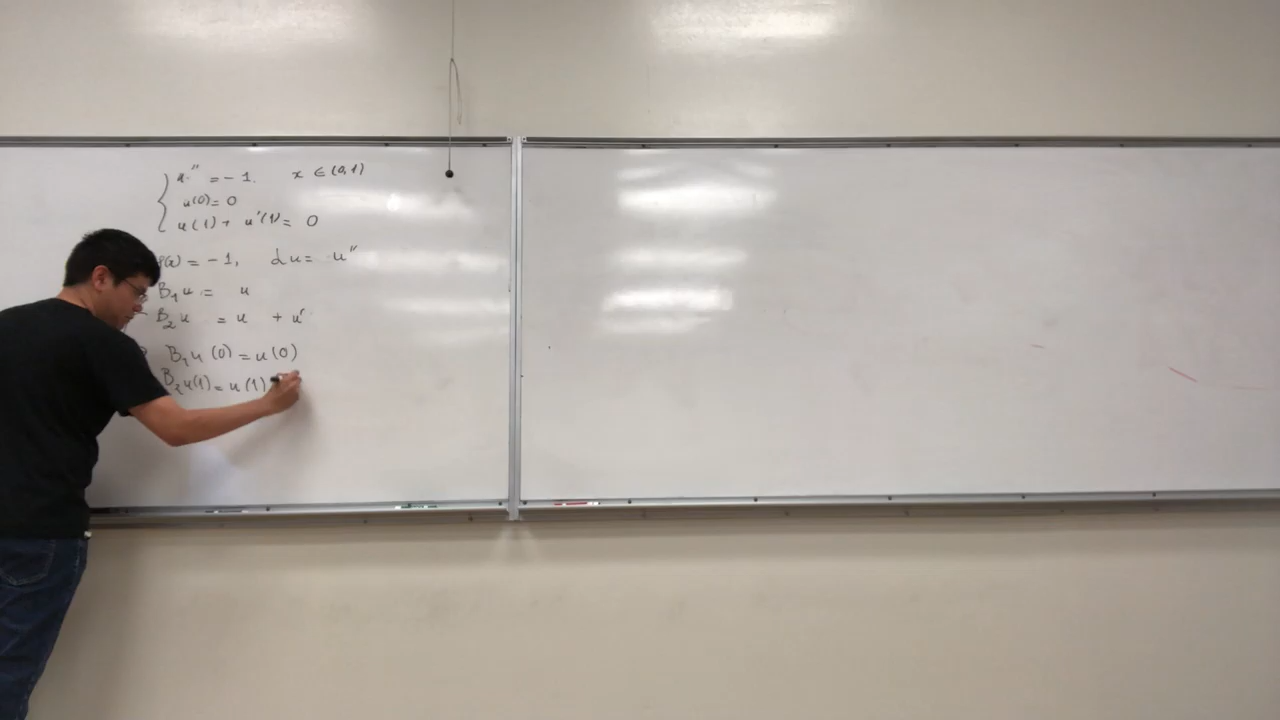 u'' = -1. x ∈ (0,1)
u(0) = 0
u(1) + u'(1) = 0
(x) = -1, Lu = u''
B₁u = u
B₂u = u + u'
B₁u(0) = u(0)
B₂u(1) = u(1)